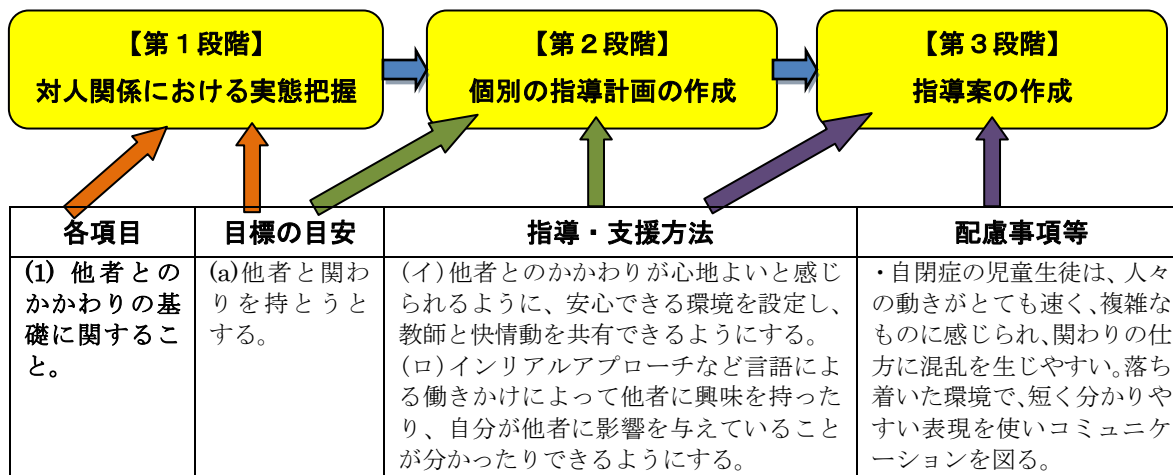 【第1段階】
対人関係における実態把握
【第2段階】
個別の指導計画の作成
【第3段階】
指導案の作成
各項目
目標の目安
指導・支援方法
配慮事項等
(1) 他者との
かかわりの基
礎に関するこ
と。
(a)他者と関わ
りを持とうと
する。
(イ)他者とのかかわりが心地よいと感じ
られるように、安心できる環境を設定し、
教師と快情動を共有できるようにする。
(ロ)インリアルアプローチなど言語によ
る働きかけによって他者に興味を持った
り、自分が他者に影響を与えていること
が分かったりできるようにする。
・自閉症の児童生徒は、人々
の動きがとても速く、複雑な
ものに感じられ、関わりの仕
方に混乱を生じやすい。落ち
着いた環境で、短く分かりや
すい表現を使いコミュニケ
ーションを図る。